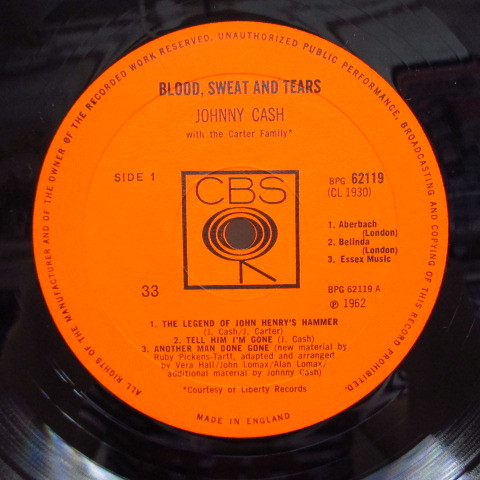 ALL RIGHTS OF THE MANUFACTURER AND OF THE OWNER OF THE RECORDED WORK RESERVED. UNAUTHORIZED PUBLIC PERFORMANCE, BROADCASTING AND COPYING OF THIS RECORD PROHIBITED.
BLOOD, SWEAT AND TEARS
JOHNNY CASH
with the Carter Family*
SIDE 1
BPG 62119
(CL 1930)
CBS
1. Aberbach
(London)
2. Belinda
(London)
3. Essex Music
33
BPG 62119 A
℗ 1962
1. THE LEGEND OF JOHN HENRY'S HAMMER
(J. Cash/J. Carter)
2. TELL HIM I'M GONE (J. Cash)
3. ANOTHER MAN DONE GONE (new material by
Ruby Pickens-Tartt, adapted and arranged
by Vera Hall/John Lomax/Alan Lomax,
additional material by Johnny Cash)
*Courtesy of Liberty Records
MADE IN ENGLAND